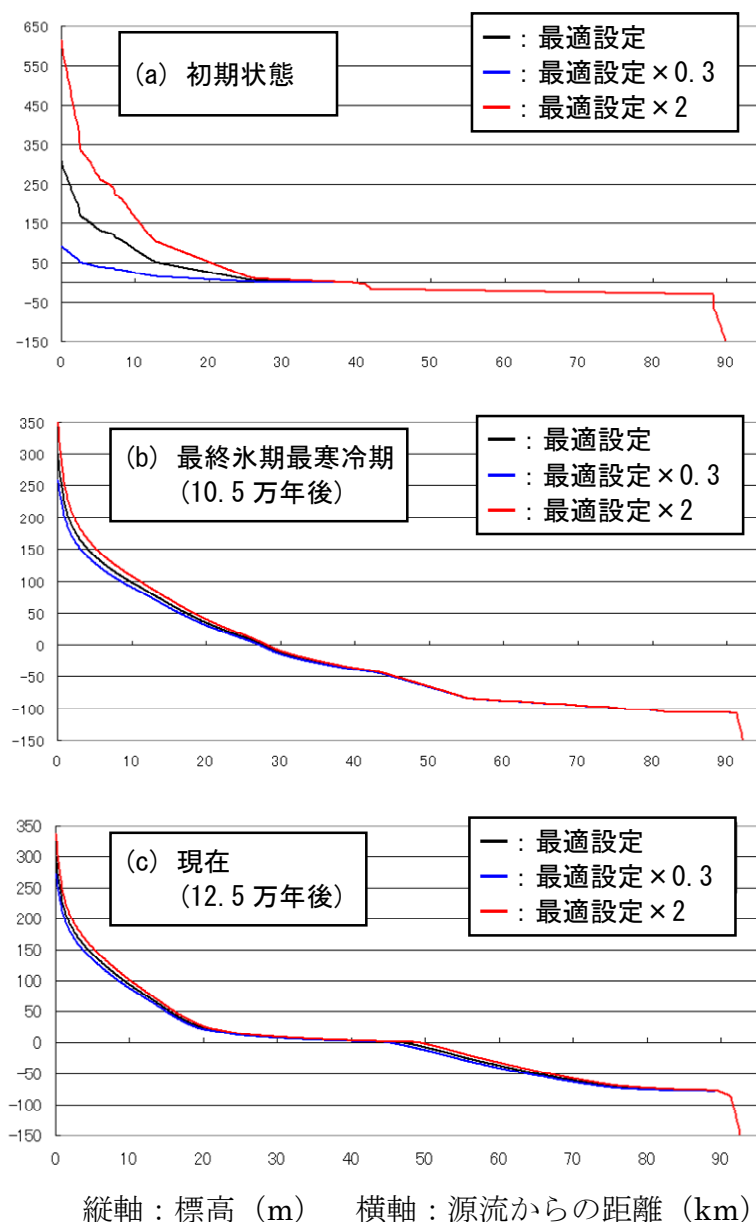 650
550
450
350
250
150
50
-50
-150
0 10 20 30 40 50 60 70 80 90
(a) 初期状態
：最適設定
：最適設定×0.3
：最適設定×2
350
300
250
200
150
100
50
0
-50
-100
-150
0 10 20 30 40 50 60 70 80 90
(b) 最終氷期最寒冷期
(10.5 万年後)
：最適設定
：最適設定×0.3
：最適設定×2
350
300
250
200
150
100
50
0
-50
-100
-150
0 10 20 30 40 50 60 70 80 90
(c) 現在
(12.5 万年後)
：最適設定
：最適設定×0.3
：最適設定×2
縦軸：標高（m） 横軸：源流からの距離（km）